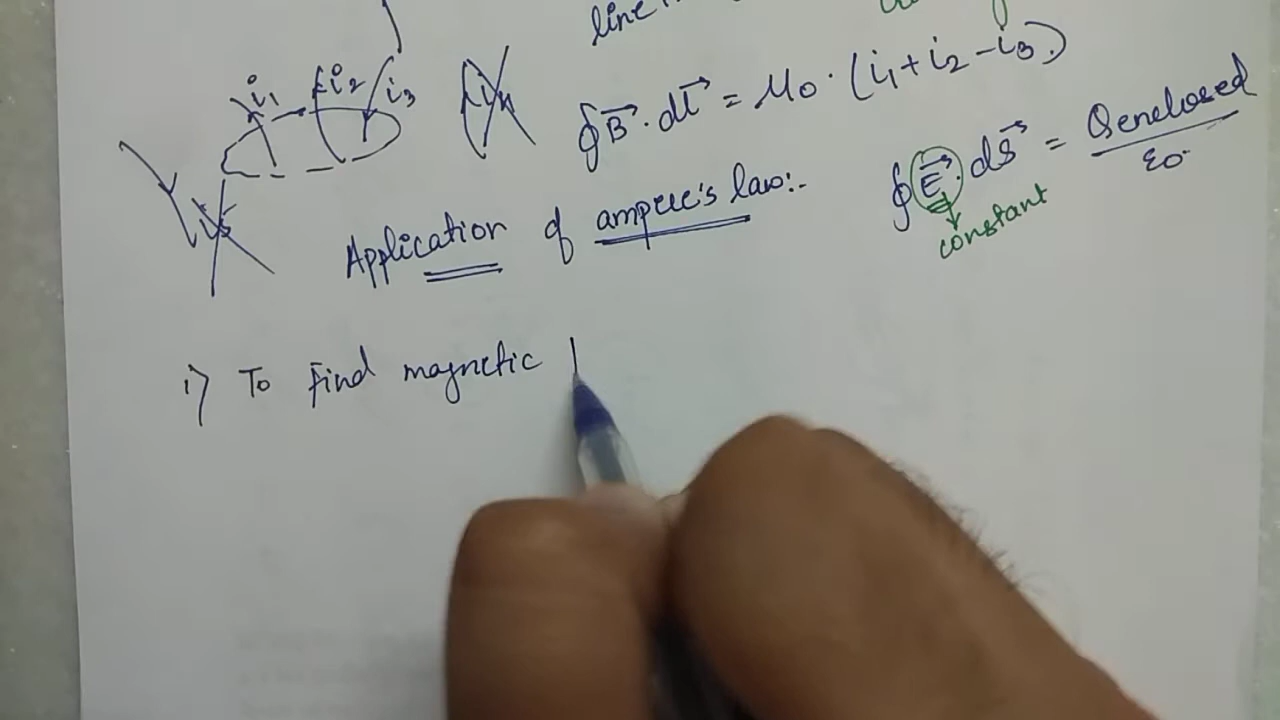 line
i₁ i₂ i₃ i₄
∮B⃗ · dl⃗ = μ₀ · (i₁ + i₂ - i₃.)
i₅
∮E⃗ · dS⃗ = Qenclosed / ε₀.
constant
Application of ampere's law:-
1) To find magnetic